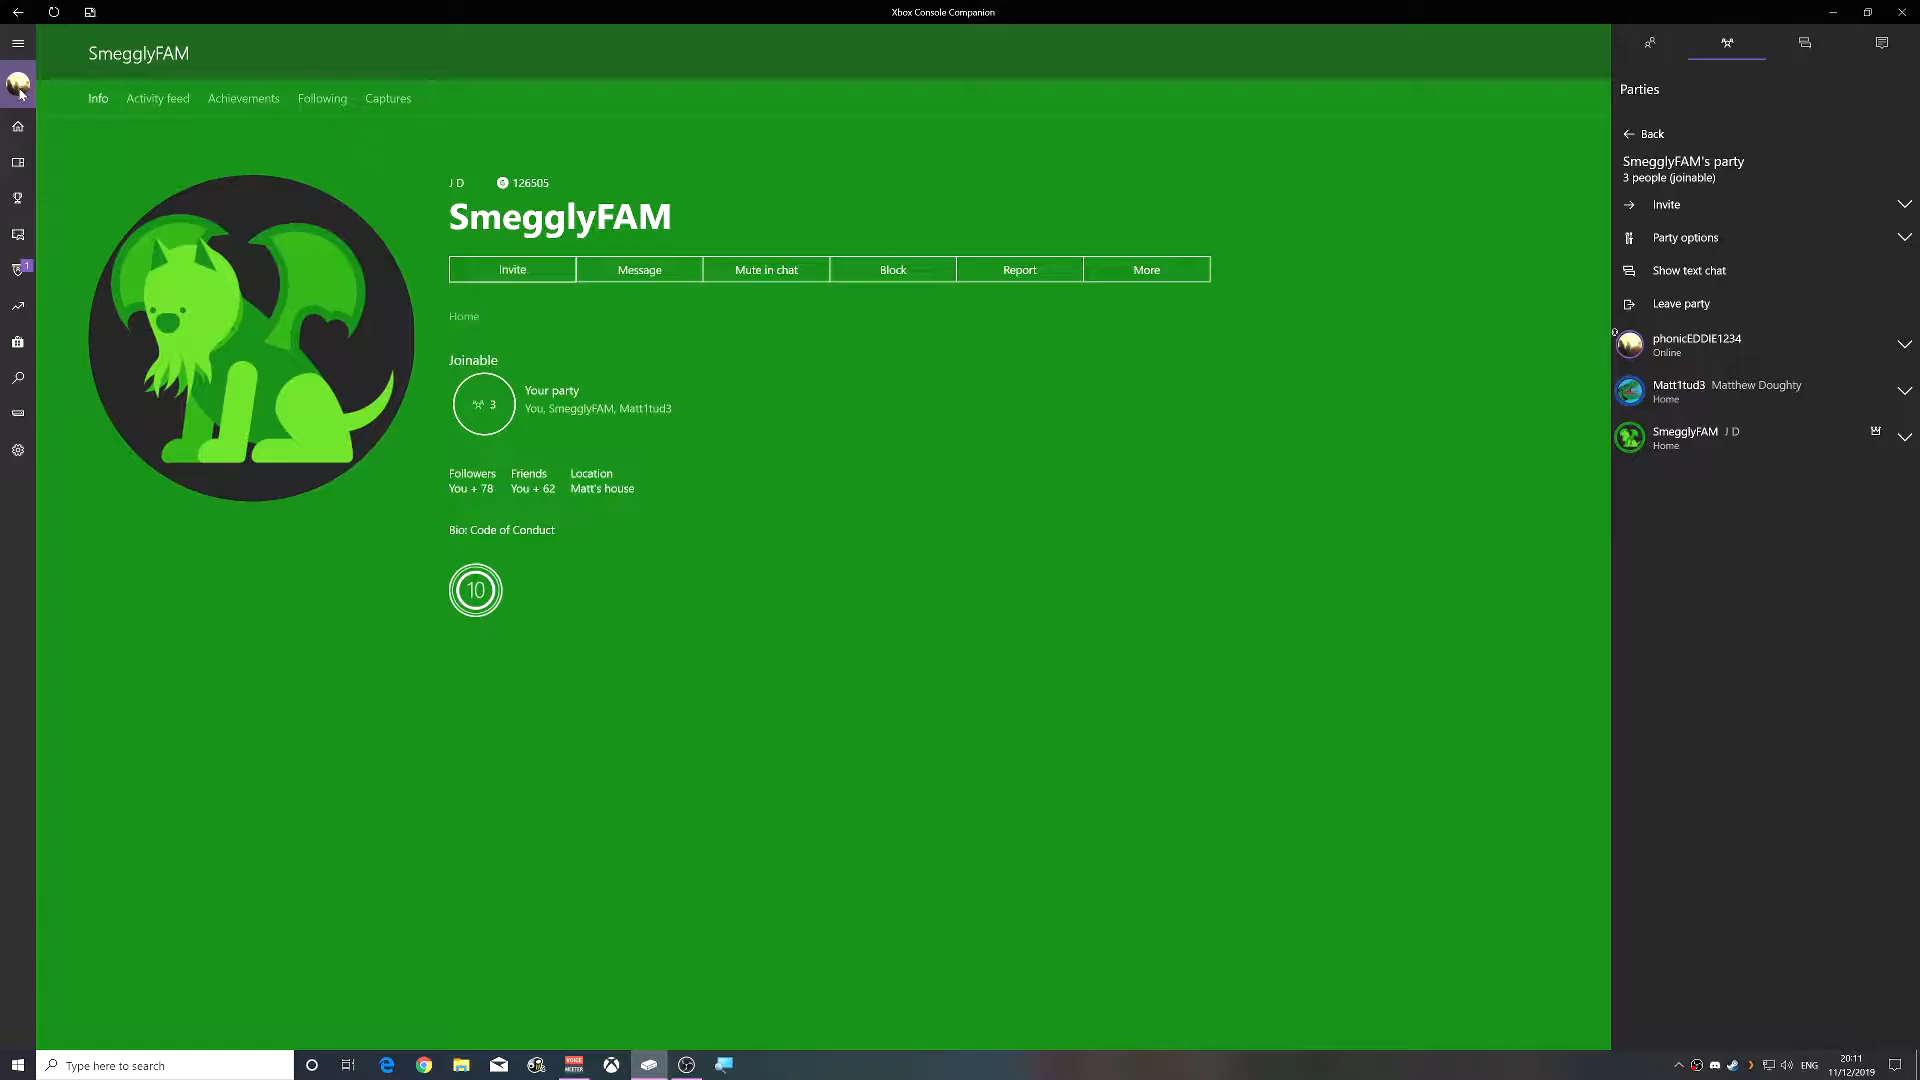 Xbox Console Companion
SmegglyFAM
Info Activity feed Achievements Following Captures
J D G 126505
SmegglyFAM
Invite Message Mute in chat Block Report More
Home
Joinable
3
Your party
You, SmegglyFAM, Matt1tud3
Followers Friends Location
You + 78 You + 62 Matt's house
Bio: Code of Conduct
10
1
Parties
Back
SmegglyFAM's party
3 people (joinable)
Invite
Party options
Show text chat
Leave party
phonicEDDIE1234
Online
Matt1tud3 Matthew Doughty
Home
SmegglyFAM J D
Home
Type here to search
VOICE
MEETER
ENG
20:11
11/12/2019